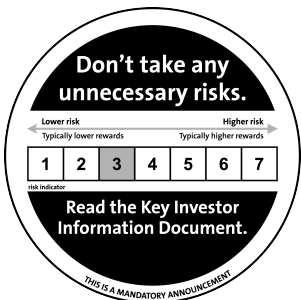 Don’t take any
unnecessary risks.
Lower risk Higher risk
Typically lower rewards Typically higher rewards
1 2 3 4 5 6 7
risk indicator
Read the Key Investor
Information Document.
THIS IS A MANDATORY ANNOUNCEMENT